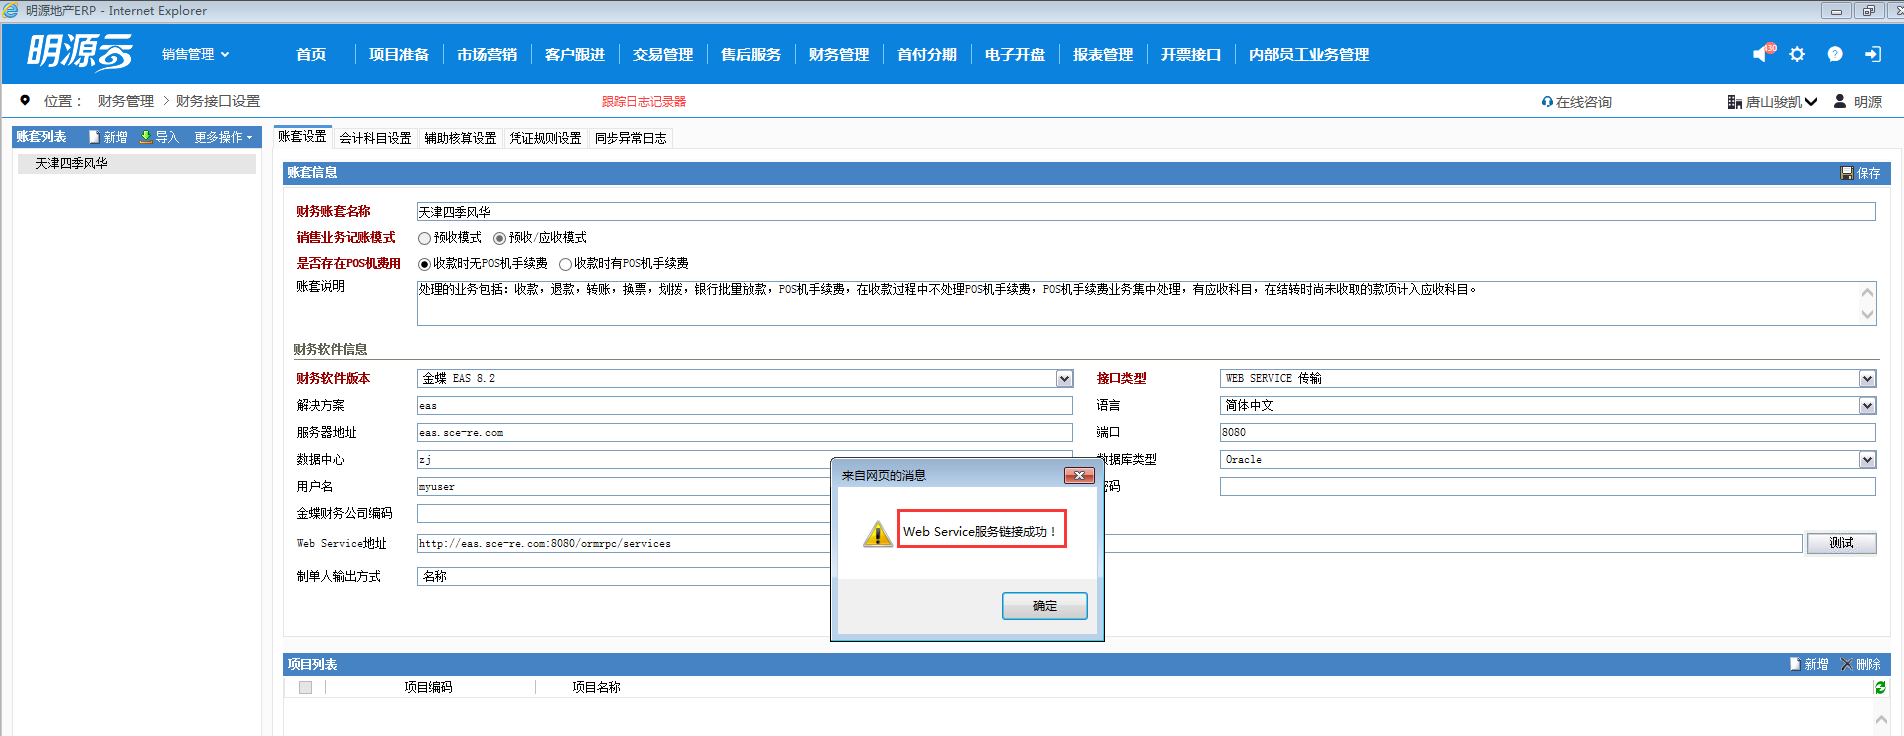 明源地产ERP - Internet Explorer
明源云 销售管理 首页 项目准备 市场营销 客户跟进 交易管理 售后服务 财务管理 首付分期 电子开盘 报表管理 开票接口 内部员工业务管理 130
位置： 财务管理 > 财务接口设置 跟踪日志记录器 在线咨询 唐山骏凯 明源
账套列表 新增 导入 更多操作
天津四季风华
账套设置 会计科目设置 辅助核算设置 凭证规则设置 同步异常日志
账套信息 保存
财务账套名称 天津四季风华
销售业务记账模式 预收模式 预收/应收模式
是否存在POS机费用 收款时无POS机手续费 收款时有POS机手续费
账套说明 处理的业务包括：收款，退款，转账，换票，划拨，银行批量放款，POS机手续费，在收款过程中不处理POS机手续费，POS机手续费业务集中处理，有应收科目，在结转时尚未收取的款项计入应收科目。
财务软件信息
财务软件版本 金蝶 EAS 8.2 接口类型 WEB SERVICE 传输
解决方案 eas 语言 简体中文
服务器地址 eas.sce-re.com 端口 8080
数据中心 zj 数据库类型 Oracle
用户名 myuser 密码
金蝶财务公司编码
Web Service地址 http://eas.sce-re.com:8080/ormrpc/services 测试
制单人输出方式 名称
来自网页的消息
Web Service服务链接成功！
确定
项目列表 新增 删除
项目编码 项目名称